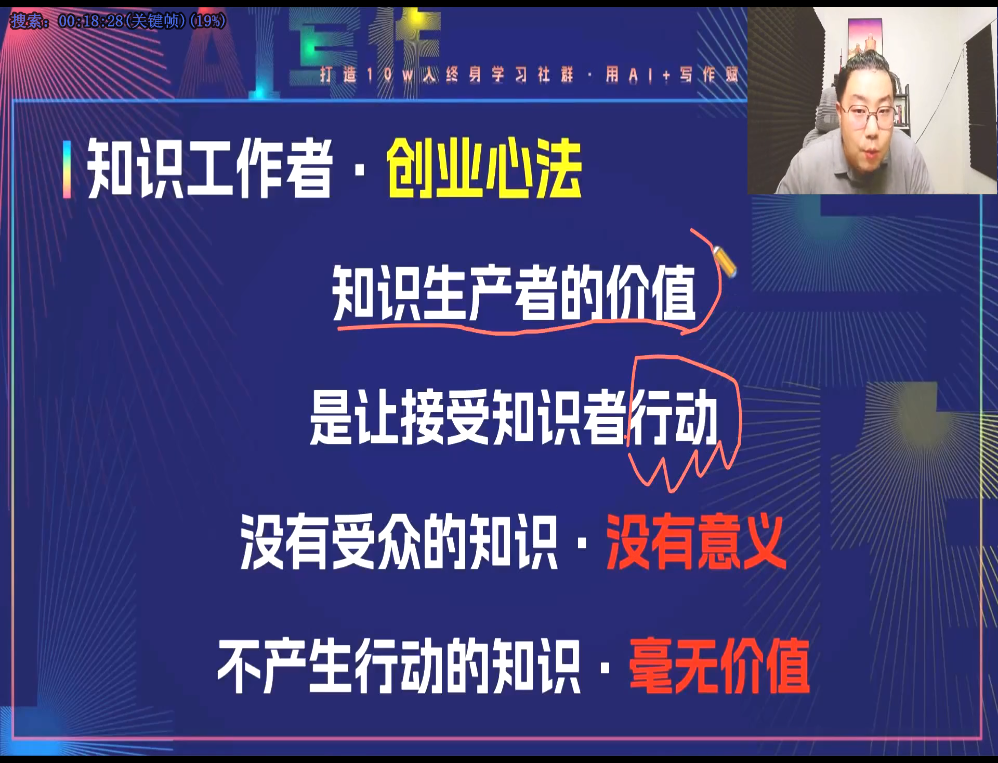 搜索: 00:18:28(关键帧)(19%)
AI写作
打造10w人终身学习社群·用AI+写作赋
知识工作者·创业心法
知识生产者的价值
是让接受知识者行动
没有受众的知识·没有意义
不产生行动的知识·毫无价值